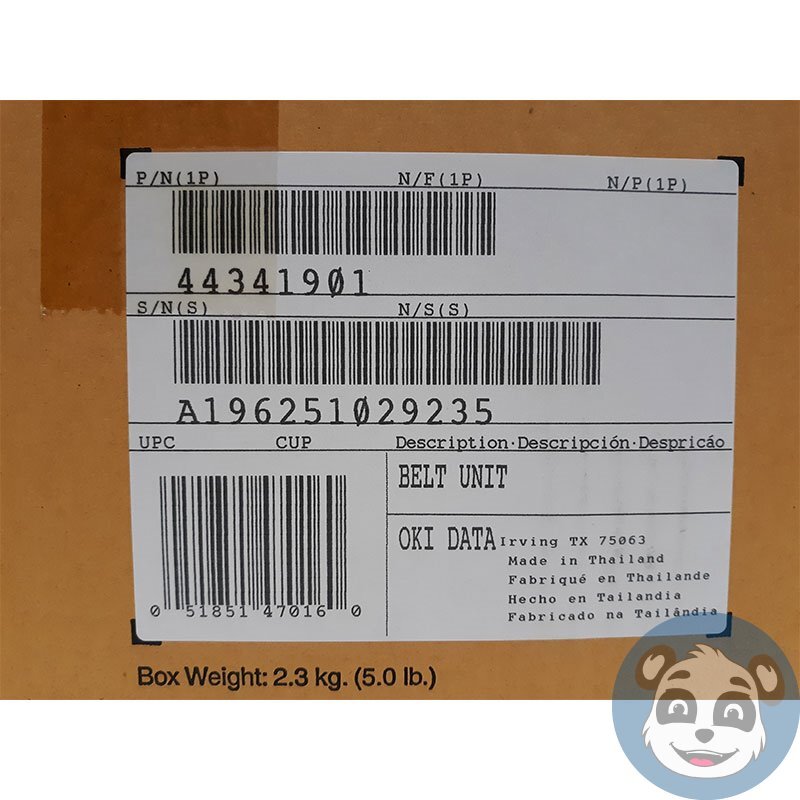 P/N(1P) N/F(1P) N/P(1P)
44341901
S/N(S) N/S(S)
A196251029235
UPC CUP Description·Descripción·Despricáo
BELT UNIT
OKI DATA Irving TX 75063
Made in Thailand
Fabriqué en Thailande
Hecho en Tailandia
Fabricado na Tailândia
0 51851 47016 0
Box Weight: 2.3 kg. (5.0 lb.)